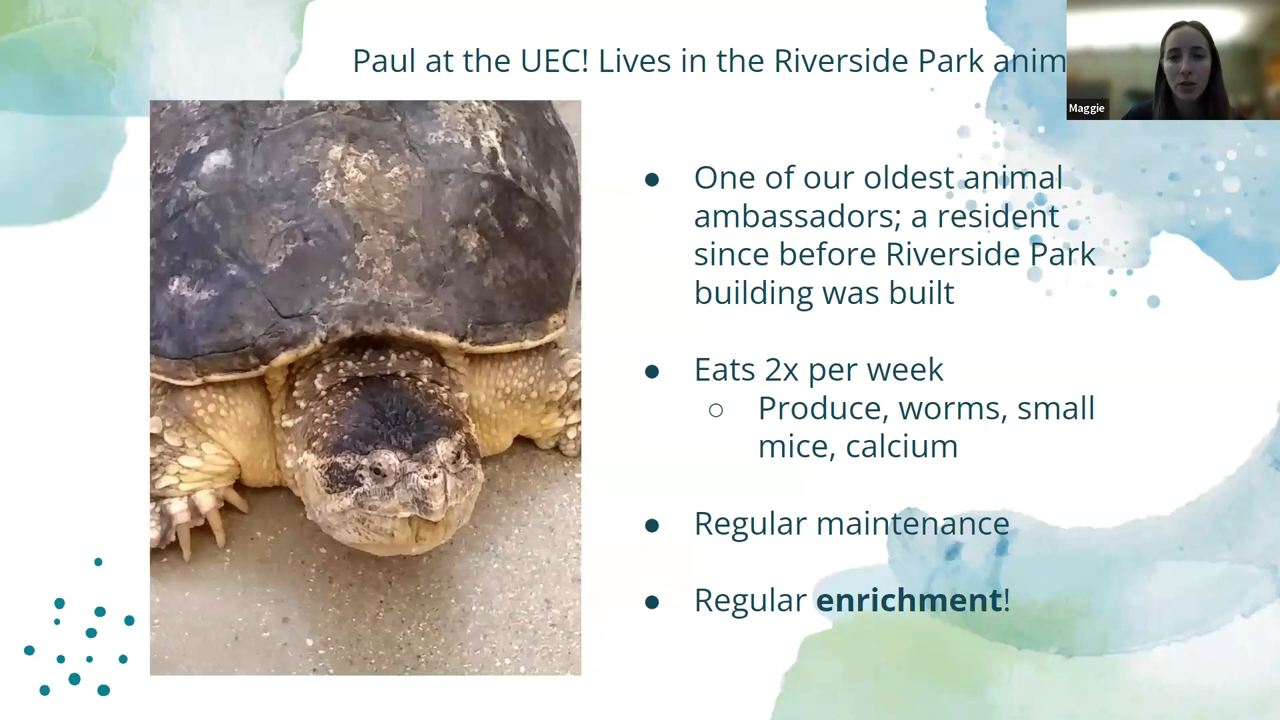 Paul at the UEC! Lives in the Riverside Park anim
Maggie
● One of our oldest animal
ambassadors; a resident
since before Riverside Park
building was built
● Eats 2x per week
○ Produce, worms, small
mice, calcium
● Regular maintenance
● Regular enrichment!